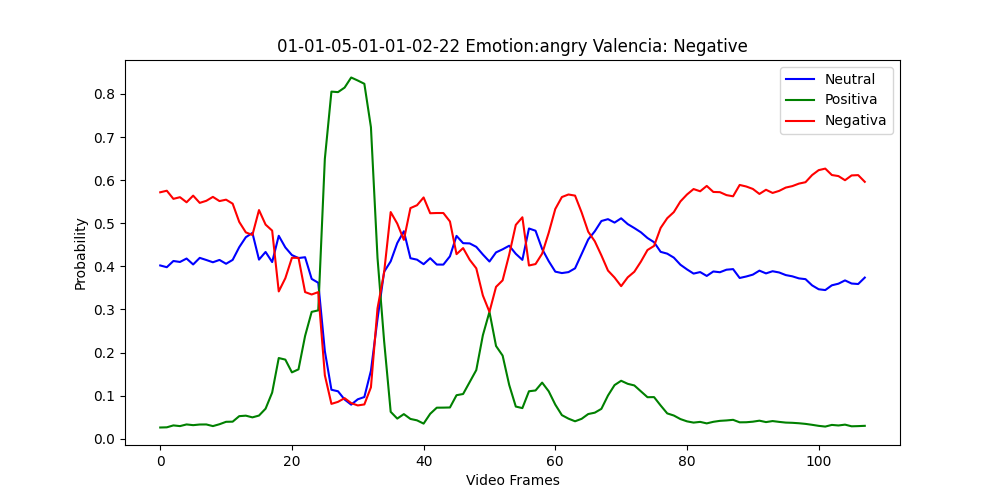 01-01-05-01-01-02-22 Emotion:angry Valencia: Negative
Neutral
Positiva
Negativa
Probability
0.8
0.7
0.6
0.5
0.4
0.3
0.2
0.1
0.0
0 20 40 60 80 100
Video Frames